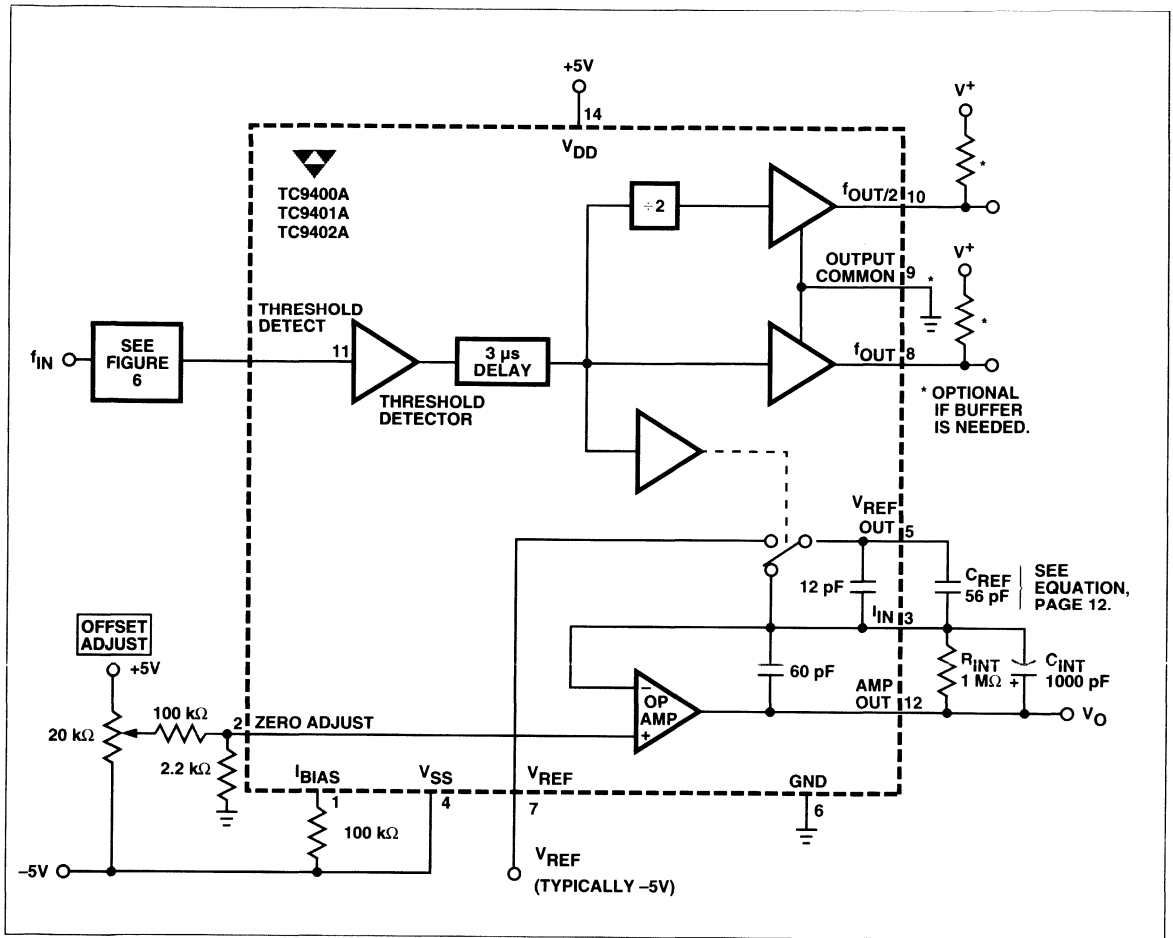 +5V
14
V DD
V+
*
TC9400A
TC9401A
TC9402A
÷2
fOUT/2 10
OUTPUT
COMMON 9
*
V+
*
THRESHOLD
DETECT
11
fIN
SEE
FIGURE
6
3 µs
DELAY
THRESHOLD
DETECTOR
fOUT 8
* OPTIONAL
IF BUFFER
IS NEEDED.
VREF
OUT 5
12 pF
CREF
56 pF
SEE
EQUATION,
PAGE 12.
IIN 3
OFFSET
ADJUST
+5V
20 kΩ
100 kΩ
2 ZERO ADJUST
2.2 kΩ
60 pF
–
OP
AMP
+
RINT
1 MΩ
+
CINT
1000 pF
AMP
OUT 12
VO
IBIAS
1
VSS
4
VREF
7
GND
6
100 kΩ
–5V
VREF
(TYPICALLY –5V)